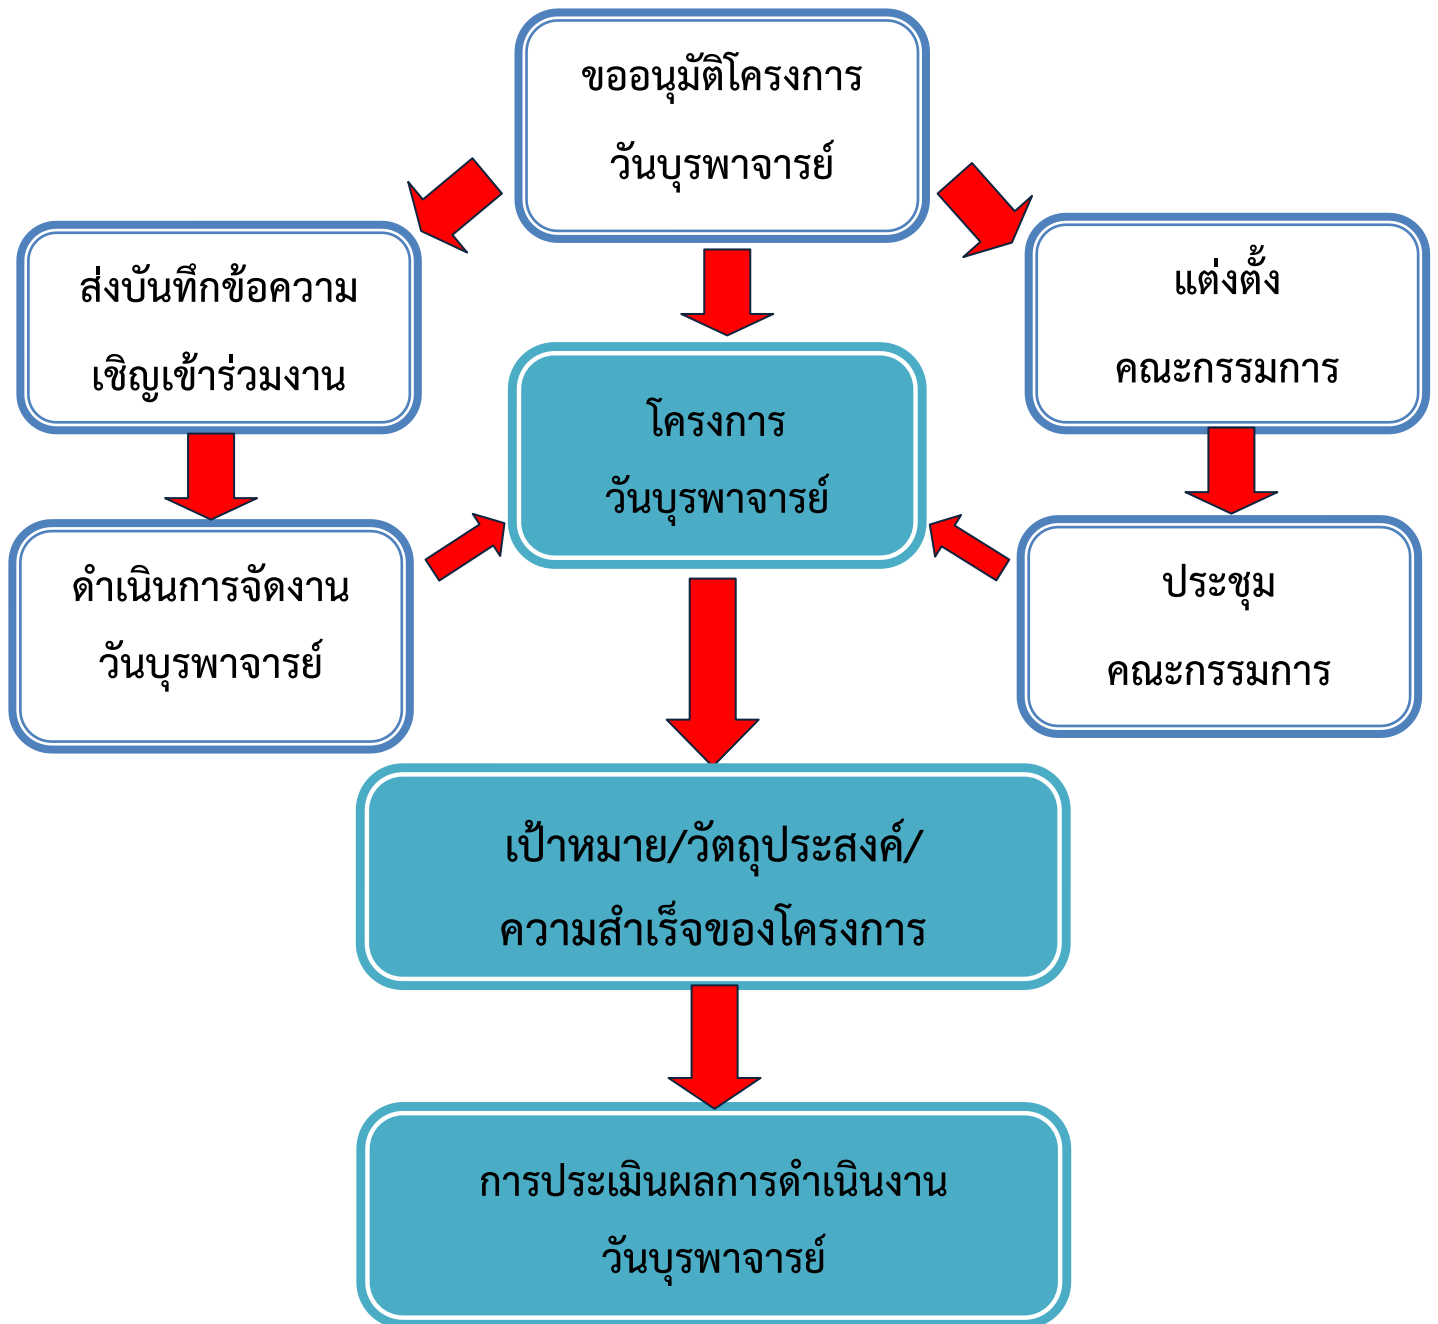 ขออนุมัติโครงการ
วันบุรพาจารย์
ส่งบันทึกข้อความ
เชิญเข้าร่วมงาน
แต่งตั้ง
คณะกรรมการ
โครงการ
วันบุรพาจารย์
ดำเนินการจัดงาน
วันบุรพาจารย์
ประชุม
คณะกรรมการ
เป้าหมาย/วัตถุประสงค์/
ความสำเร็จของโครงการ
การประเมินผลการดำเนินงาน
วันบุรพาจารย์